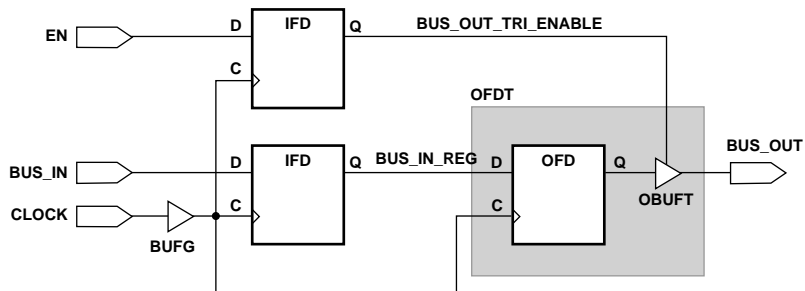 EN
D
IFD
Q
BUS_OUT_TRI_ENABLE
C
OFDT
BUS_IN
D
IFD
Q
BUS_IN_REG
D
OFD
Q
BUS_OUT
OBUFT
CLOCK
BUFG
C
C